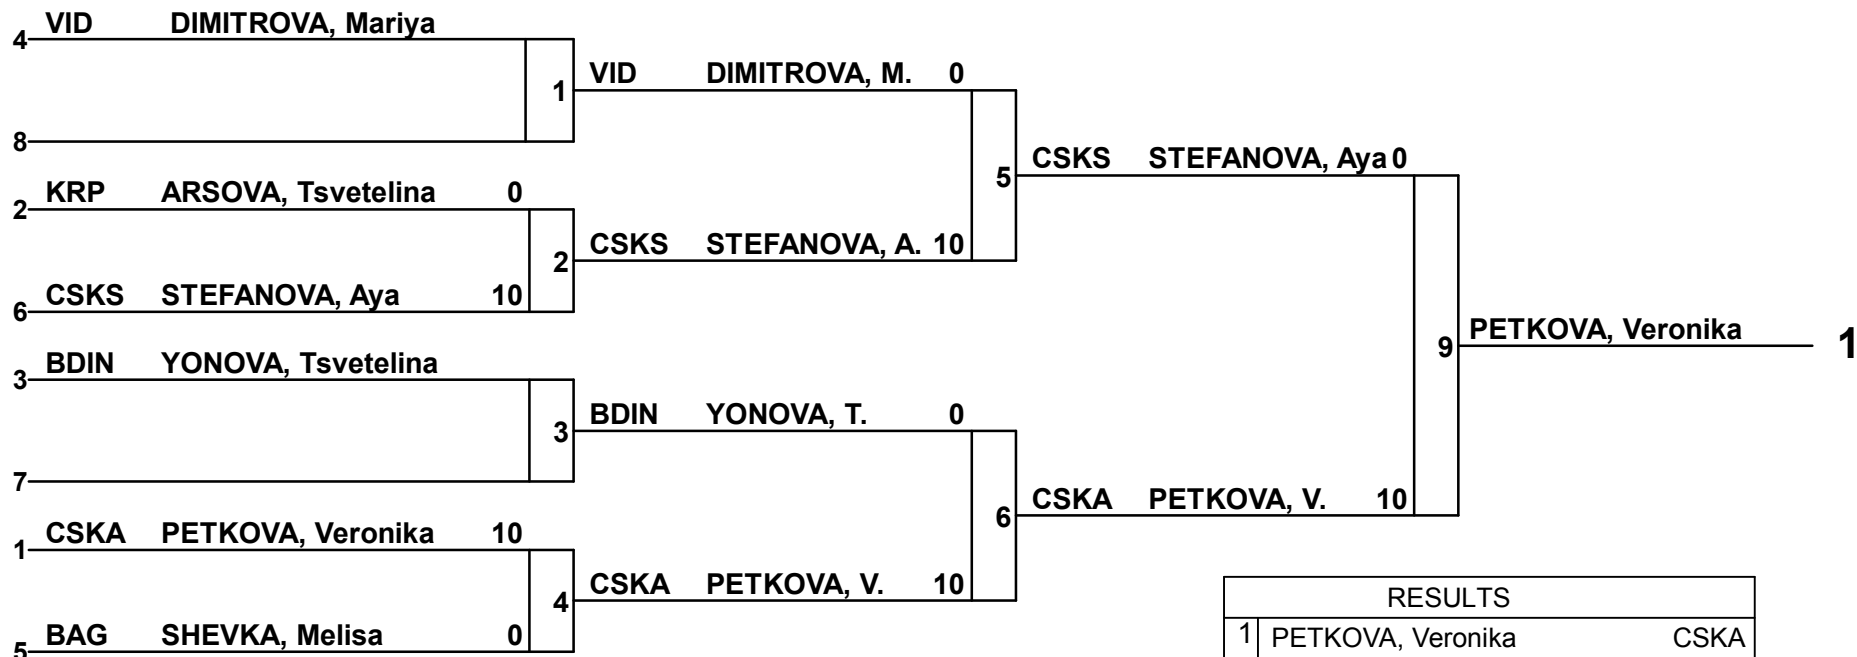 4 VID DIMITROVA, Mariya
1 VID DIMITROVA, M. 0
8
5 CSKS STEFANOVA, Aya 0
2 KRP ARSOVA, Tsvetelina 0
2 CSKS STEFANOVA, A. 10
6 CSKS STEFANOVA, Aya 10
9 PETKOVA, Veronika 1
3 BDIN YONOVA, Tsvetelina
3 BDIN YONOVA, T. 0
7
6 CSKA PETKOVA, V. 10
1 CSKA PETKOVA, Veronika 10
4 CSKA PETKOVA, V. 10
RESULTS
5 BAG SHEVKA, Melisa 0
1 PETKOVA, Veronika CSKA